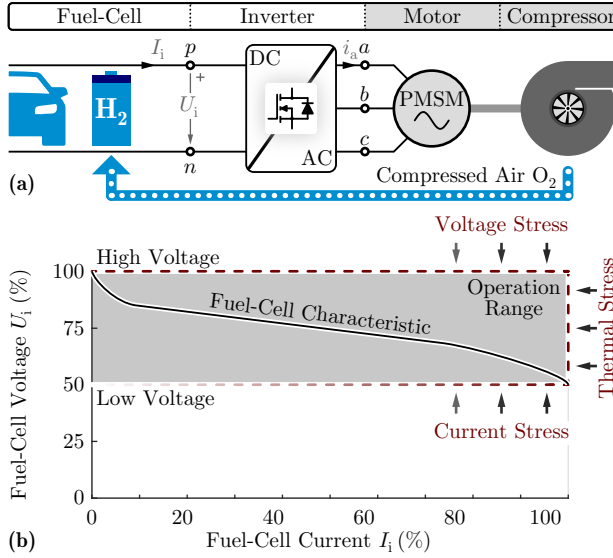 Fuel-Cell Inverter Motor Compressor
I_i p i_a a
DC
+
H2 U_i b PMSM
AC
n c
(a) Compressed Air O2
Voltage Stress
High Voltage
100
Operation
Range
Fuel-Cell Characteristic
75
Thermal Stress
50
Low Voltage
Current Stress
25
0
Fuel-Cell Voltage U_i (%)
0 20 40 60 80 100
(b) Fuel-Cell Current I_i (%)